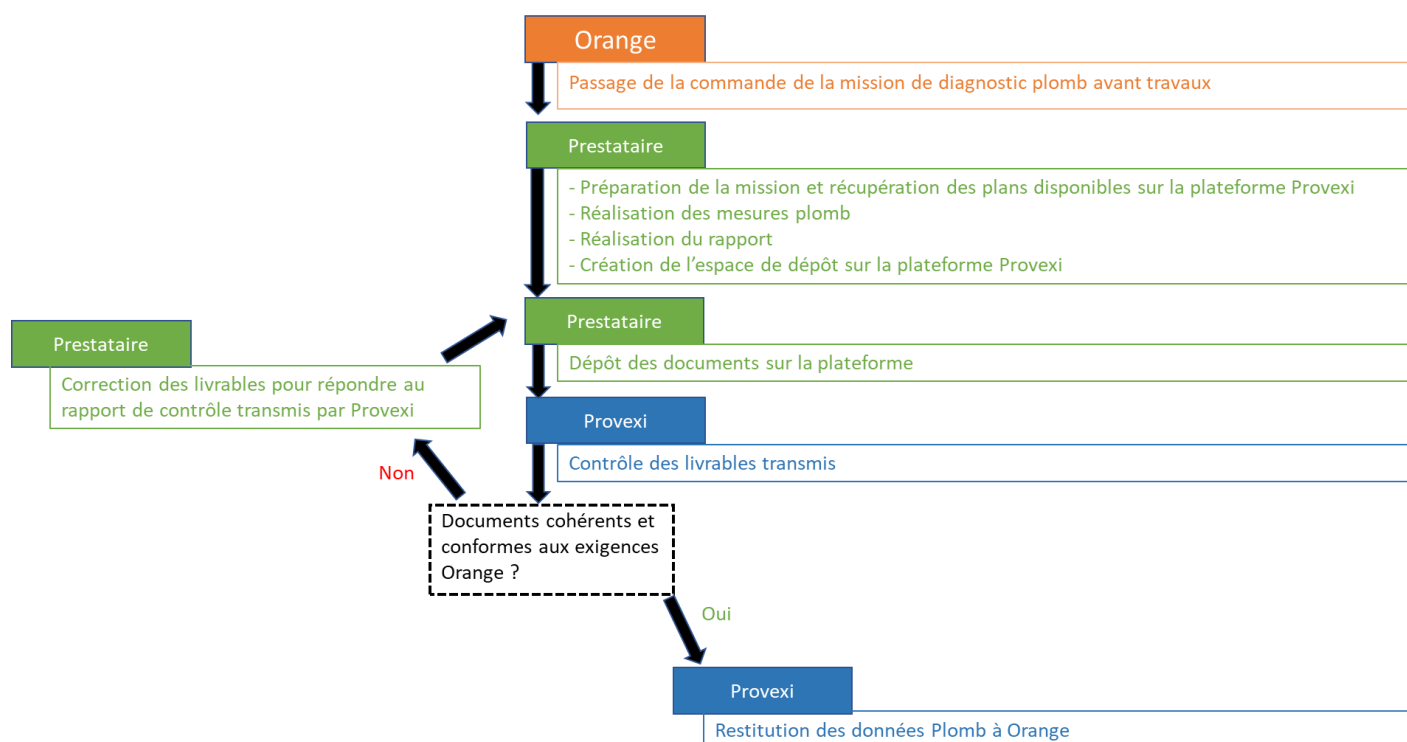 Orange
Passage de la commande de la mission de diagnostic plomb avant travaux
Prestataire
- Préparation de la mission et récupération des plans disponibles sur la plateforme Provexi
- Réalisation des mesures plomb
- Réalisation du rapport
- Création de l’espace de dépôt sur la plateforme Provexi
Prestataire
Dépôt des documents sur la plateforme
Prestataire
Correction des livrables pour répondre au
rapport de contrôle transmis par Provexi
Provexi
Contrôle des livrables transmis
Non
Documents cohérents et
conformes aux exigences
Orange ?
Oui
Provexi
Restitution des données Plomb à Orange